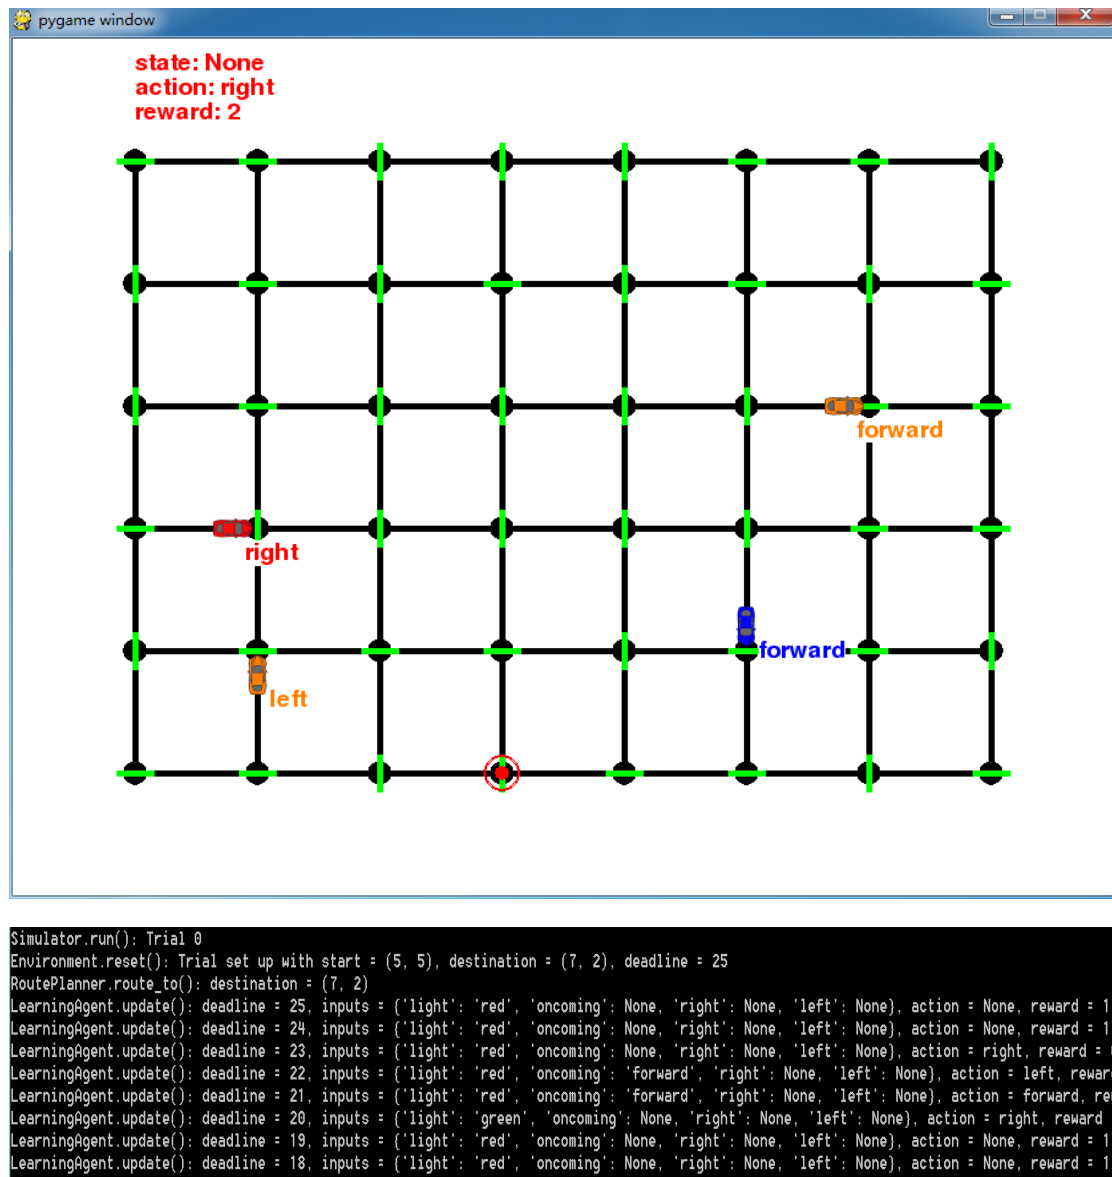 pygame window
state: None
action: right
reward: 2
forward
right
forward
left
Simulator.run(): Trial 0
Environment.reset(): Trial set up with start = (5, 5), destination = (7, 2), deadline = 25
RoutePlanner.route_to(): destination = (7, 2)
LearningAgent.update(): deadline = 25, inputs = {'light': 'red', 'oncoming': None, 'right': None, 'left': None}, action = None, reward = 1
LearningAgent.update(): deadline = 24, inputs = {'light': 'red', 'oncoming': None, 'right': None, 'left': None}, action = None, reward = 1
LearningAgent.update(): deadline = 23, inputs = {'light': 'red', 'oncoming': None, 'right': None, 'left': None}, action = right, reward =
LearningAgent.update(): deadline = 22, inputs = {'light': 'red', 'oncoming': 'forward', 'right': None, 'left': None}, action = left, rewar
LearningAgent.update(): deadline = 21, inputs = {'light': 'red', 'oncoming': 'forward', 'right': None, 'left': None}, action = forward, re
LearningAgent.update(): deadline = 20, inputs = {'light': 'green', 'oncoming': None, 'right': None, 'left': None}, action = right, reward
LearningAgent.update(): deadline = 19, inputs = {'light': 'red', 'oncoming': None, 'right': None, 'left': None}, action = None, reward = 1
LearningAgent.update(): deadline = 18, inputs = {'light': 'red', 'oncoming': None, 'right': None, 'left': None}, action = None, reward = 1